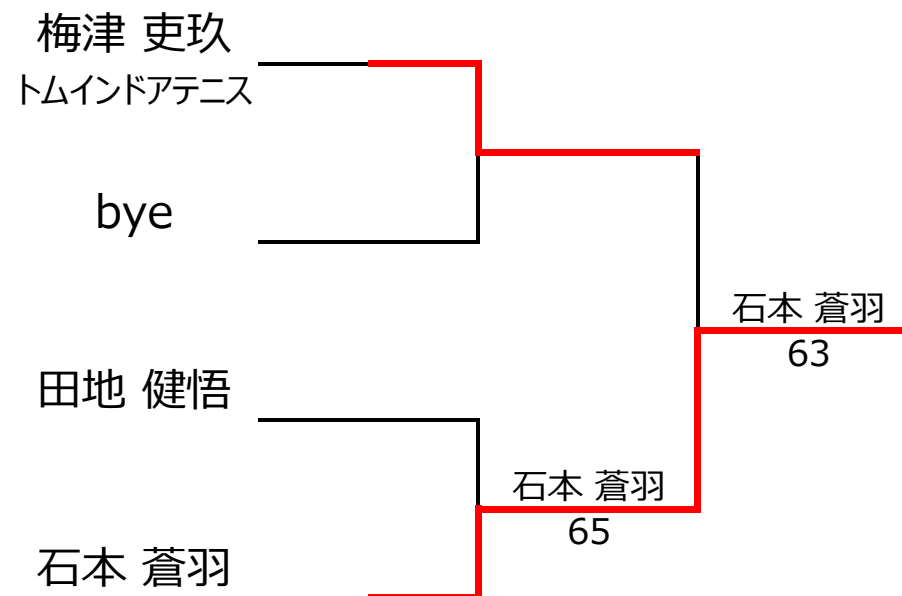 梅津 吏玖
トムインドアテニス
bye
石本 蒼羽
63
田地 健悟
石本 蒼羽
65
石本 蒼羽